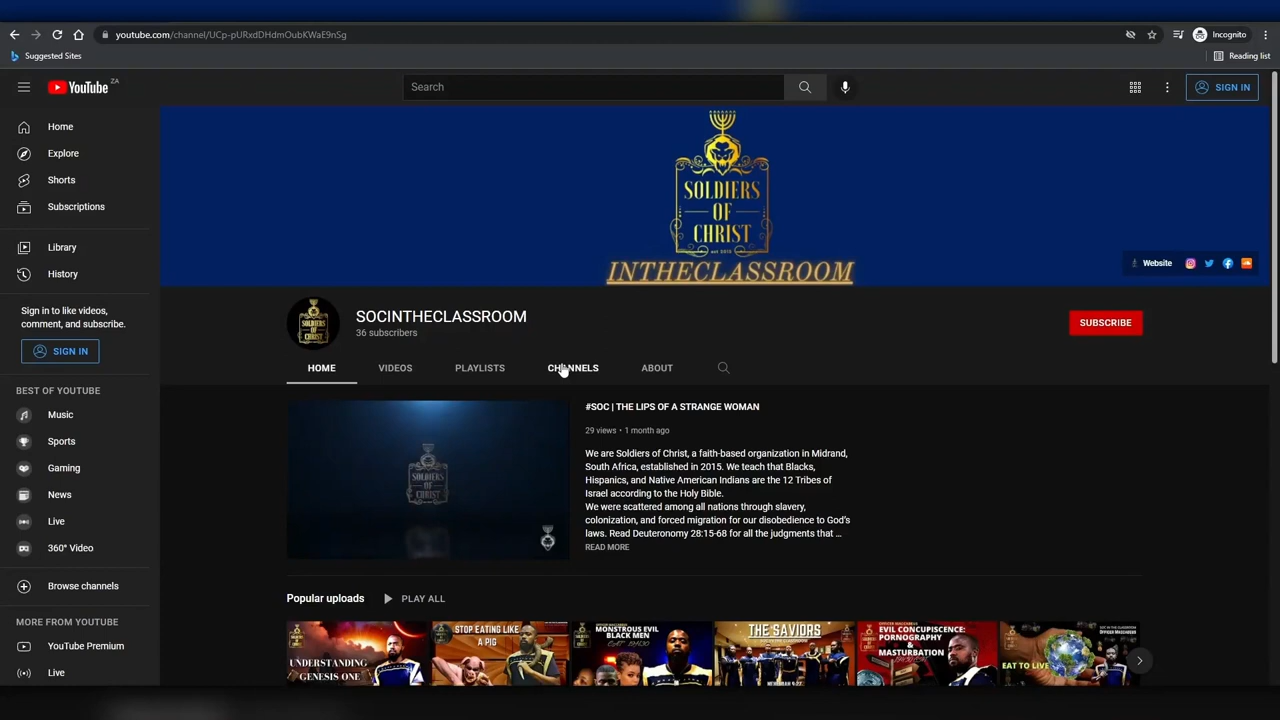 youtube.com/channel/UCp-pURxdDHdmOubKWaE9nSg
Incognito
Suggested Sites
Reading list
YouTube ZA
Search
SIGN IN
Home
Explore
Shorts
Subscriptions
Library
History
Sign in to like videos,
comment, and subscribe.
SIGN IN
BEST OF YOUTUBE
Music
Sports
Gaming
News
Live
360° Video
Browse channels
MORE FROM YOUTUBE
YouTube Premium
Live
SOLDIERS
OF
CHRIST
INTHECLASSROOM
Website
SOLDIERS
OF
CHRIST
SOCINTHECLASSROOM
36 subscribers
SUBSCRIBE
HOME
VIDEOS
PLAYLISTS
CHANNELS
ABOUT
SOLDIERS
OF
CHRIST
#SOC | THE LIPS OF A STRANGE WOMAN
29 views • 1 month ago
We are Soldiers of Christ, a faith-based organization in Midrand,
South Africa, established in 2015. We teach that Blacks,
Hispanics, and Native American Indians are the 12 Tribes of
Israel according to the Holy Bible.
We were scattered among all nations through slavery,
colonization, and forced migration for our disobedience to God's
laws. Read Deuteronomy 28:15-68 for all the judgments that ...
READ MORE
Popular uploads
PLAY ALL
UNDERSTANDING
GENESIS ONE
STOP EATING LIKE
A PIG
MONSTROUS EVIL
BLACK MEN
THE SAVIORS
EVIL CONCUPISCENCE:
PORNOGRAPHY
&
MASTURBATION
EAT TO LIVE